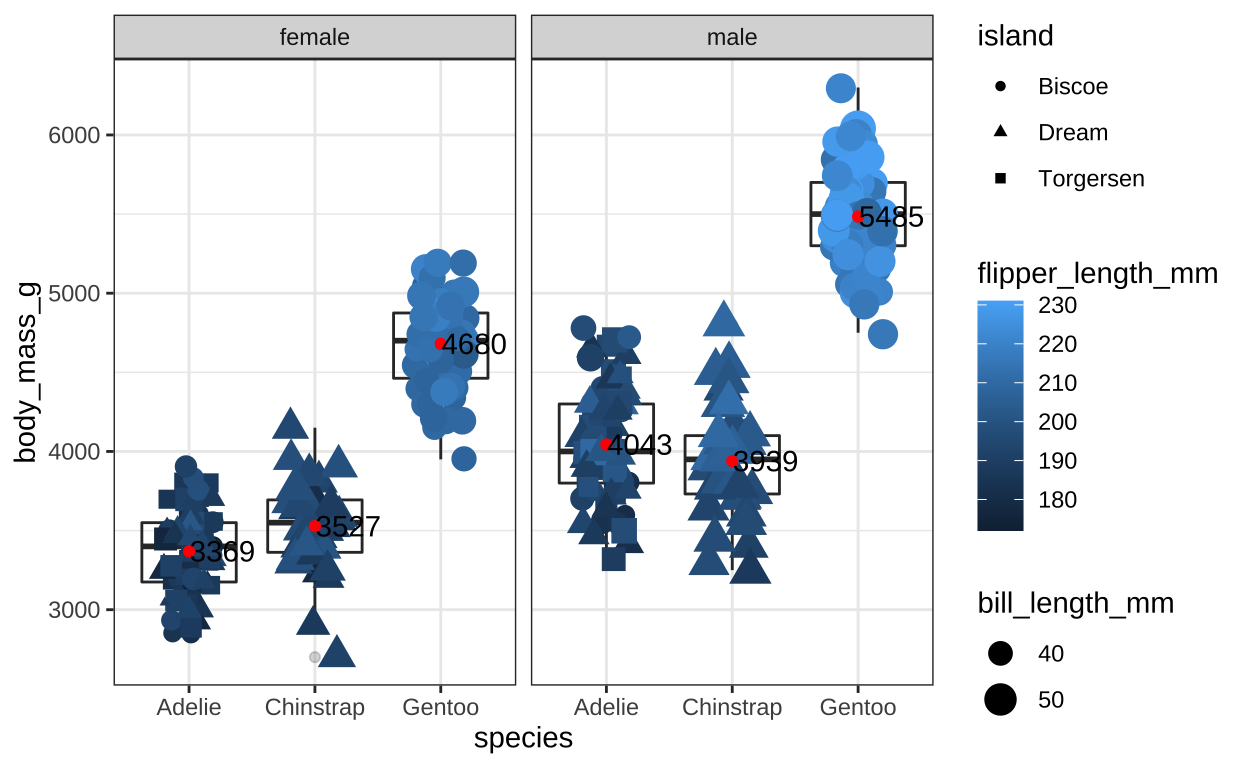 female
male
6000
5000
4000
3000
body_mass_g
3369
3527
4680
4043
3939
5485
Adelie
Chinstrap
Gentoo
Adelie
Chinstrap
Gentoo
species
island
Biscoe
Dream
Torgersen
flipper_length_mm
230
220
210
200
190
180
bill_length_mm
40
50